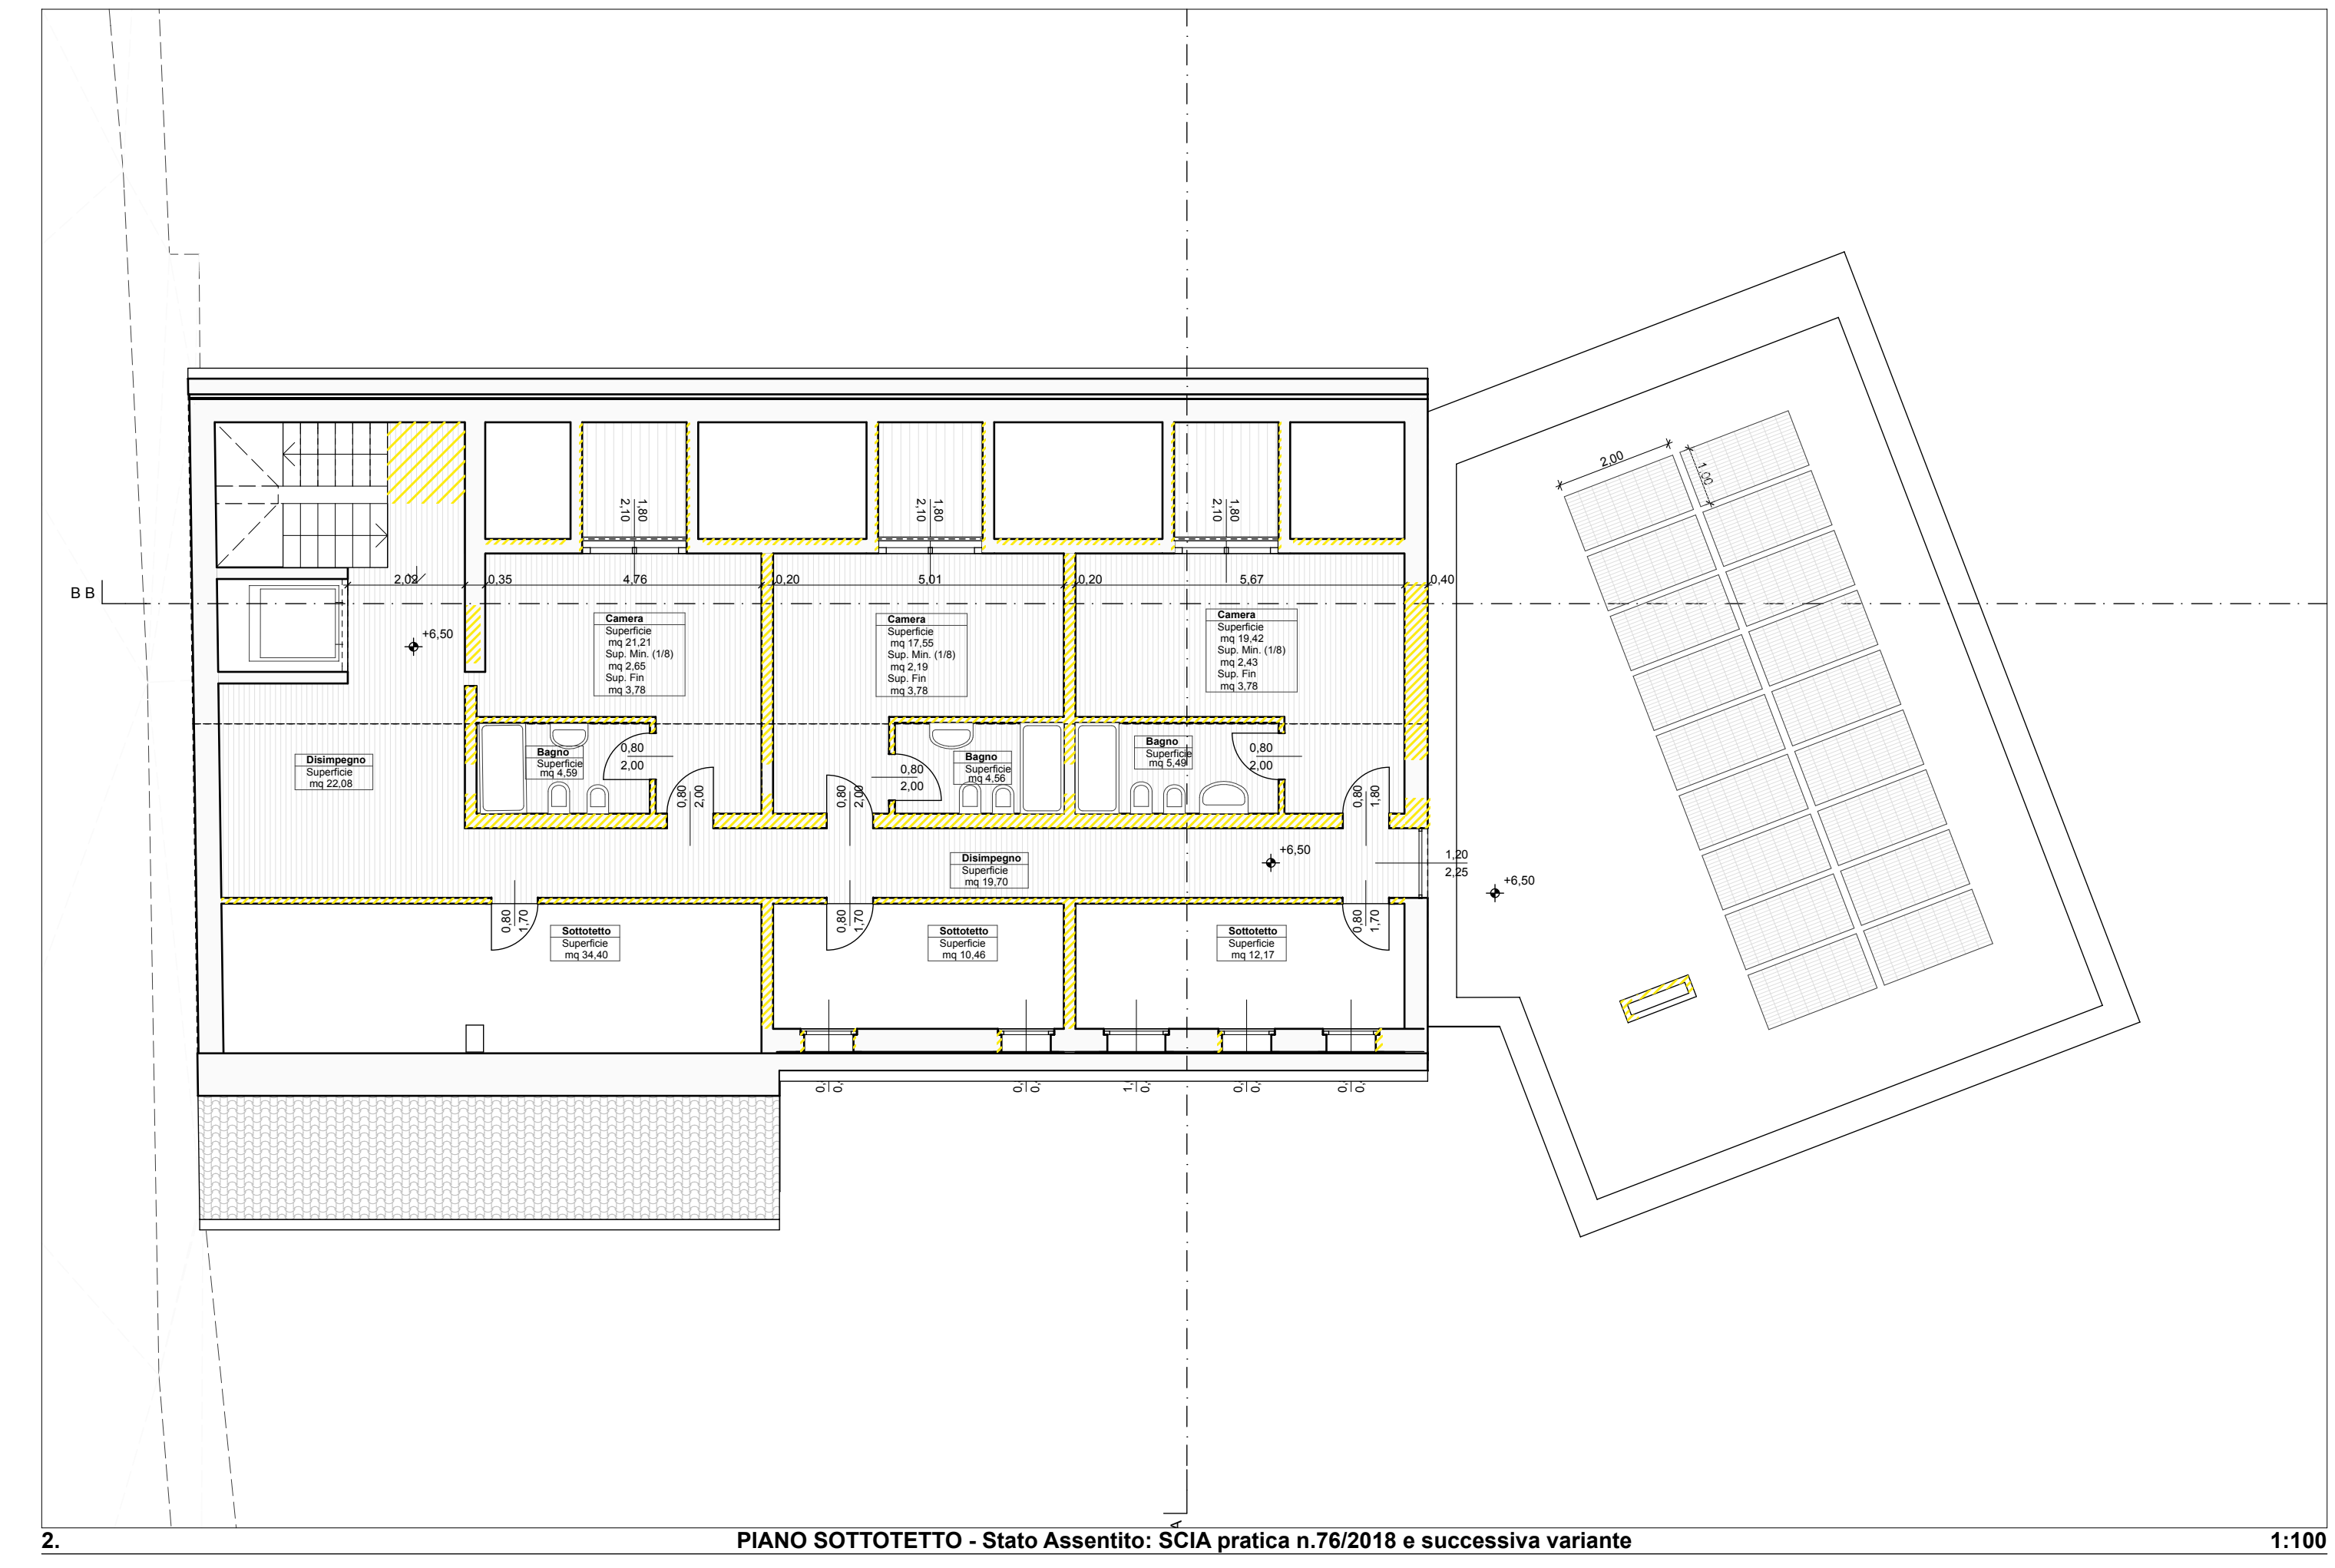 2,00
1,00
1,80
2,10
1,80
2,10
1,80
2,10
2,02
0,35
4,76
0,20
5,01
0,20
5,67
0,40
B B
+6,50
Camera
Superficie
mq 21,21
Sup. Min. (1/8)
mq 2,65
Sup. Fin
mq 3,78
Camera
Superficie
mq 17,55
Sup. Min. (1/8)
mq 2,19
Sup. Fin
mq 3,78
Camera
Superficie
mq 19,42
Sup. Min. (1/8)
mq 2,43
Sup. Fin
mq 3,78
Disimpegno
Superficie
mq 22,08
Bagno
Superficie
mq 4,59
0,80
2,00
0,80
2,00
0,80
2,00
0,80
2,00
Bagno
Superficie
mq 4,56
Bagno
Superficie
mq 5,49
0,80
2,00
0,80
1,80
Disimpegno
Superficie
mq 19,70
+6,50
1,20
2,25
+6,50
0,80
1,70
Sottotetto
Superficie
mq 34,40
0,80
1,70
Sottotetto
Superficie
mq 10,46
Sottotetto
Superficie
mq 12,17
0,80
1,70
A
2.
PIANO SOTTOTETTO - Stato Assentito: SCIA pratica n.76/2018 e successiva variante
1:100